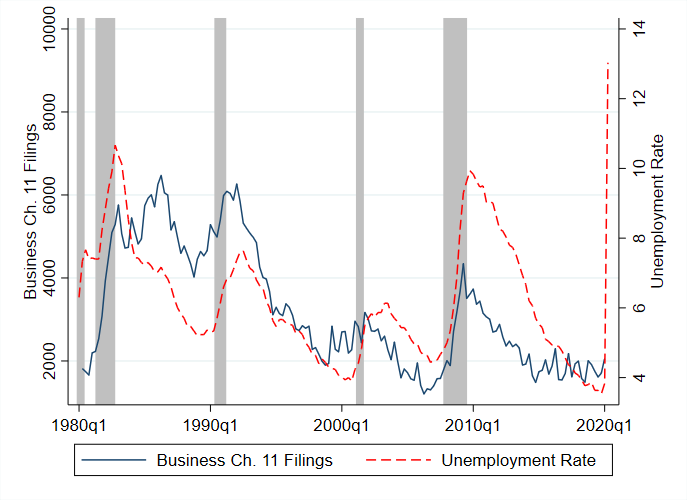 Business Ch. 11 Filings
10000
8000
6000
4000
2000
14
12
10
8
6
4
Unemployment Rate
1980q1 1990q1 2000q1 2010q1 2020q1
Business Ch. 11 Filings Unemployment Rate